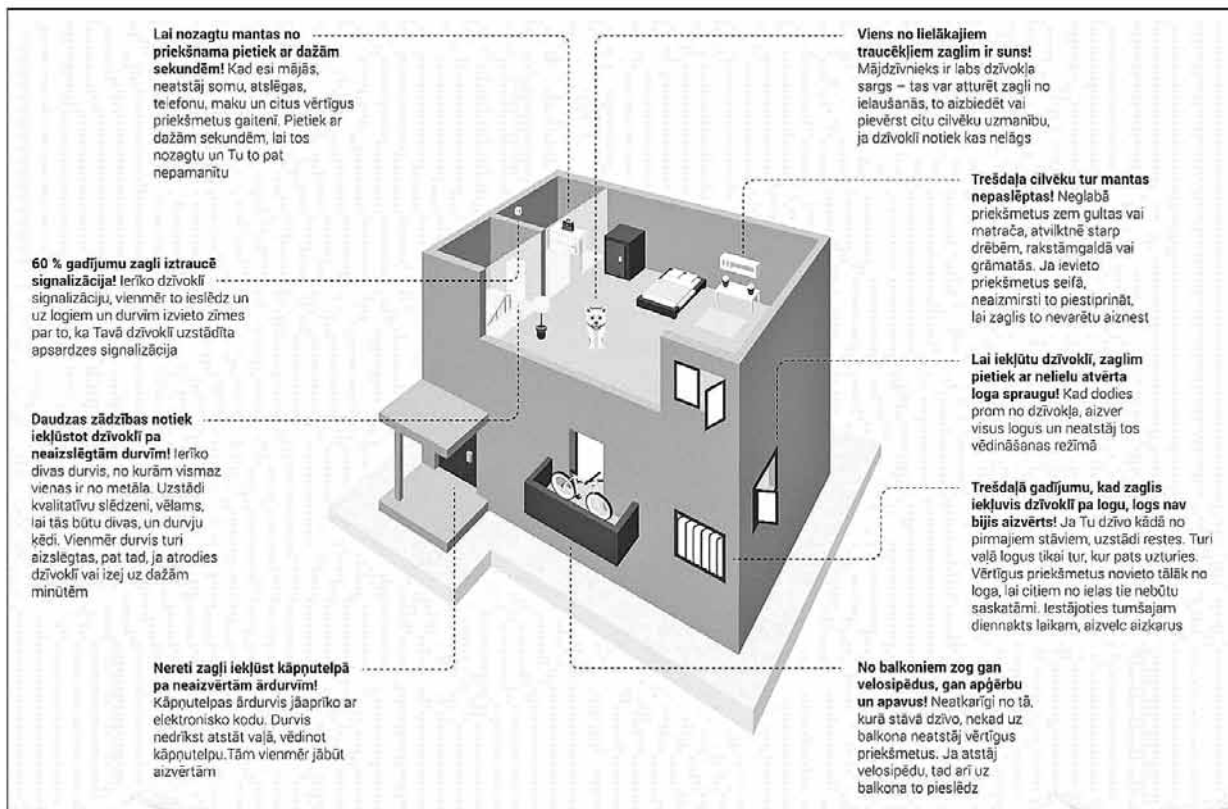 Lai nozagtu mantas no
priekšnama pietiek ar dažām
sekundēm! Kad esi mājās,
neatstāj somu, atslēgas,
telefonu, maku un citus vērtīgus
priekšmetus gaitenī. Pietiek ar
dažām sekundēm, lai tos
nozagtu un Tu to pat
nepamanītu
60 % gadījumu zagli iztraucē
signalizācija! Ierīko dzīvoklī
signalizāciju, vienmēr to ieslēdz un
uz logiem un durvīm izvieto zīmes
par to, ka Tavā dzīvoklī uzstādīta
apsardzes signalizācija
Daudzas zādzības notiek
iekļūstot dzīvoklī pa
neaizslēgtām durvīm! Ierīko
divas durvis, no kurām vismaz
vienas ir no metāla. Uzstādi
kvalitatīvu slēdzeni, vēlams,
lai tās būtu divas, un durvju
ķēdi. Vienmēr durvis turi
aizslēgtas, pat tad, ja atrodies
dzīvoklī vai izej uz dažām
minūtēm
Nereti zagļi iekļūst kāpņutelpā
pa neaizvērtām ārdurvīm!
Kāpņutelpas ārdurvis jāaprīko ar
elektronisko kodu. Durvis
nedrīkst atstāt vaļā, vēdinot
kāpņutelpu.Tām vienmēr jābūt
aizvērtām
Viens no lielākajiem
traucēkļiem zaglim ir suns!
Mājdzīvnieks ir labs dzīvokļa
sargs – tas var atturēt zagli no
ielaušanās, to aizbiedēt vai
pievērst citu cilvēku uzmanību,
ja dzīvoklī notiek kas nelāgs
Trešdaļa cilvēku tur mantas
nepaslēptas! Neglabā
priekšmetus zem gultas vai
matrača, atvilktnē starp
drēbēm, rakstāmgaldā vai
grāmatās. Ja ievieto
priekšmetus seifā,
neaizmirsti to piestiprināt,
lai zaglis to nevarētu aiznest
Lai iekļūtu dzīvoklī, zaglim
pietiek ar nelielu atvērta
loga spraugu! Kad dodies
prom no dzīvokļa, aizver
visus logus un neatstāj tos
vēdināšanas režīmā
Trešdaļā gadījumu, kad zaglis
iekļuvis dzīvoklī pa logu, logs nav
bijis aizvērts! Ja Tu dzīvo kādā no
pirmajiem stāviem, uzstādi restes. Turi
vaļā logus tikai tur, kur pats uzturies.
Vērtīgus priekšmetus novieto tālāk no
loga, lai citiem no ielas tie nebūtu
saskatāmi. Iestājoties tumšajam
diennakts laikam, aizvelc aizkarus
No balkoniem zog gan
velosipēdus, gan apģērbu
un apavus! Neatkarīgi no tā,
kurā stāvā dzīvo, nekad uz
balkona neatstāj vērtīgus
priekšmetus. Ja atstāj
velosipēdu, tad arī uz
balkona to pieslēdz